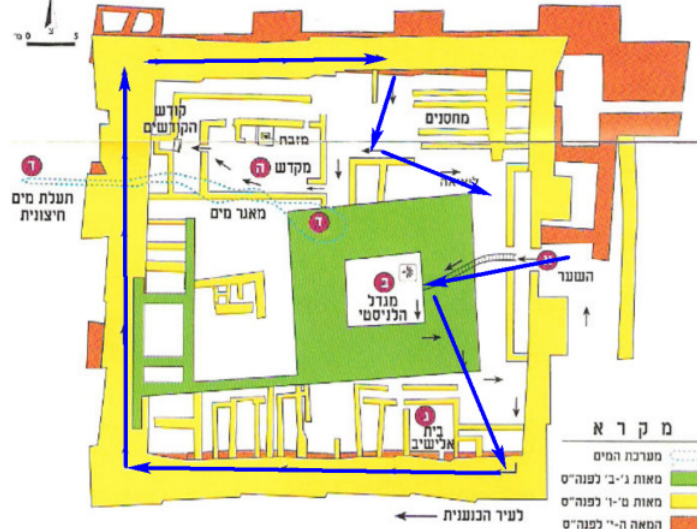 צ
0 5 מ'
מחסנים
קודש
הקודשים
מזבח
מקדש
ה
ד
תעלת מים
חיצונית
מאגר מים
ד
השער
ב
מגדל
הלניסטי
ג
בית
אלישיב
לעיר הכנענית
מקרא
מערכת המים
מאות ג'-ב' לפנה"ס
מאות ט'-ו' לפנה"ס
המאה ה-י' לפנה"ס